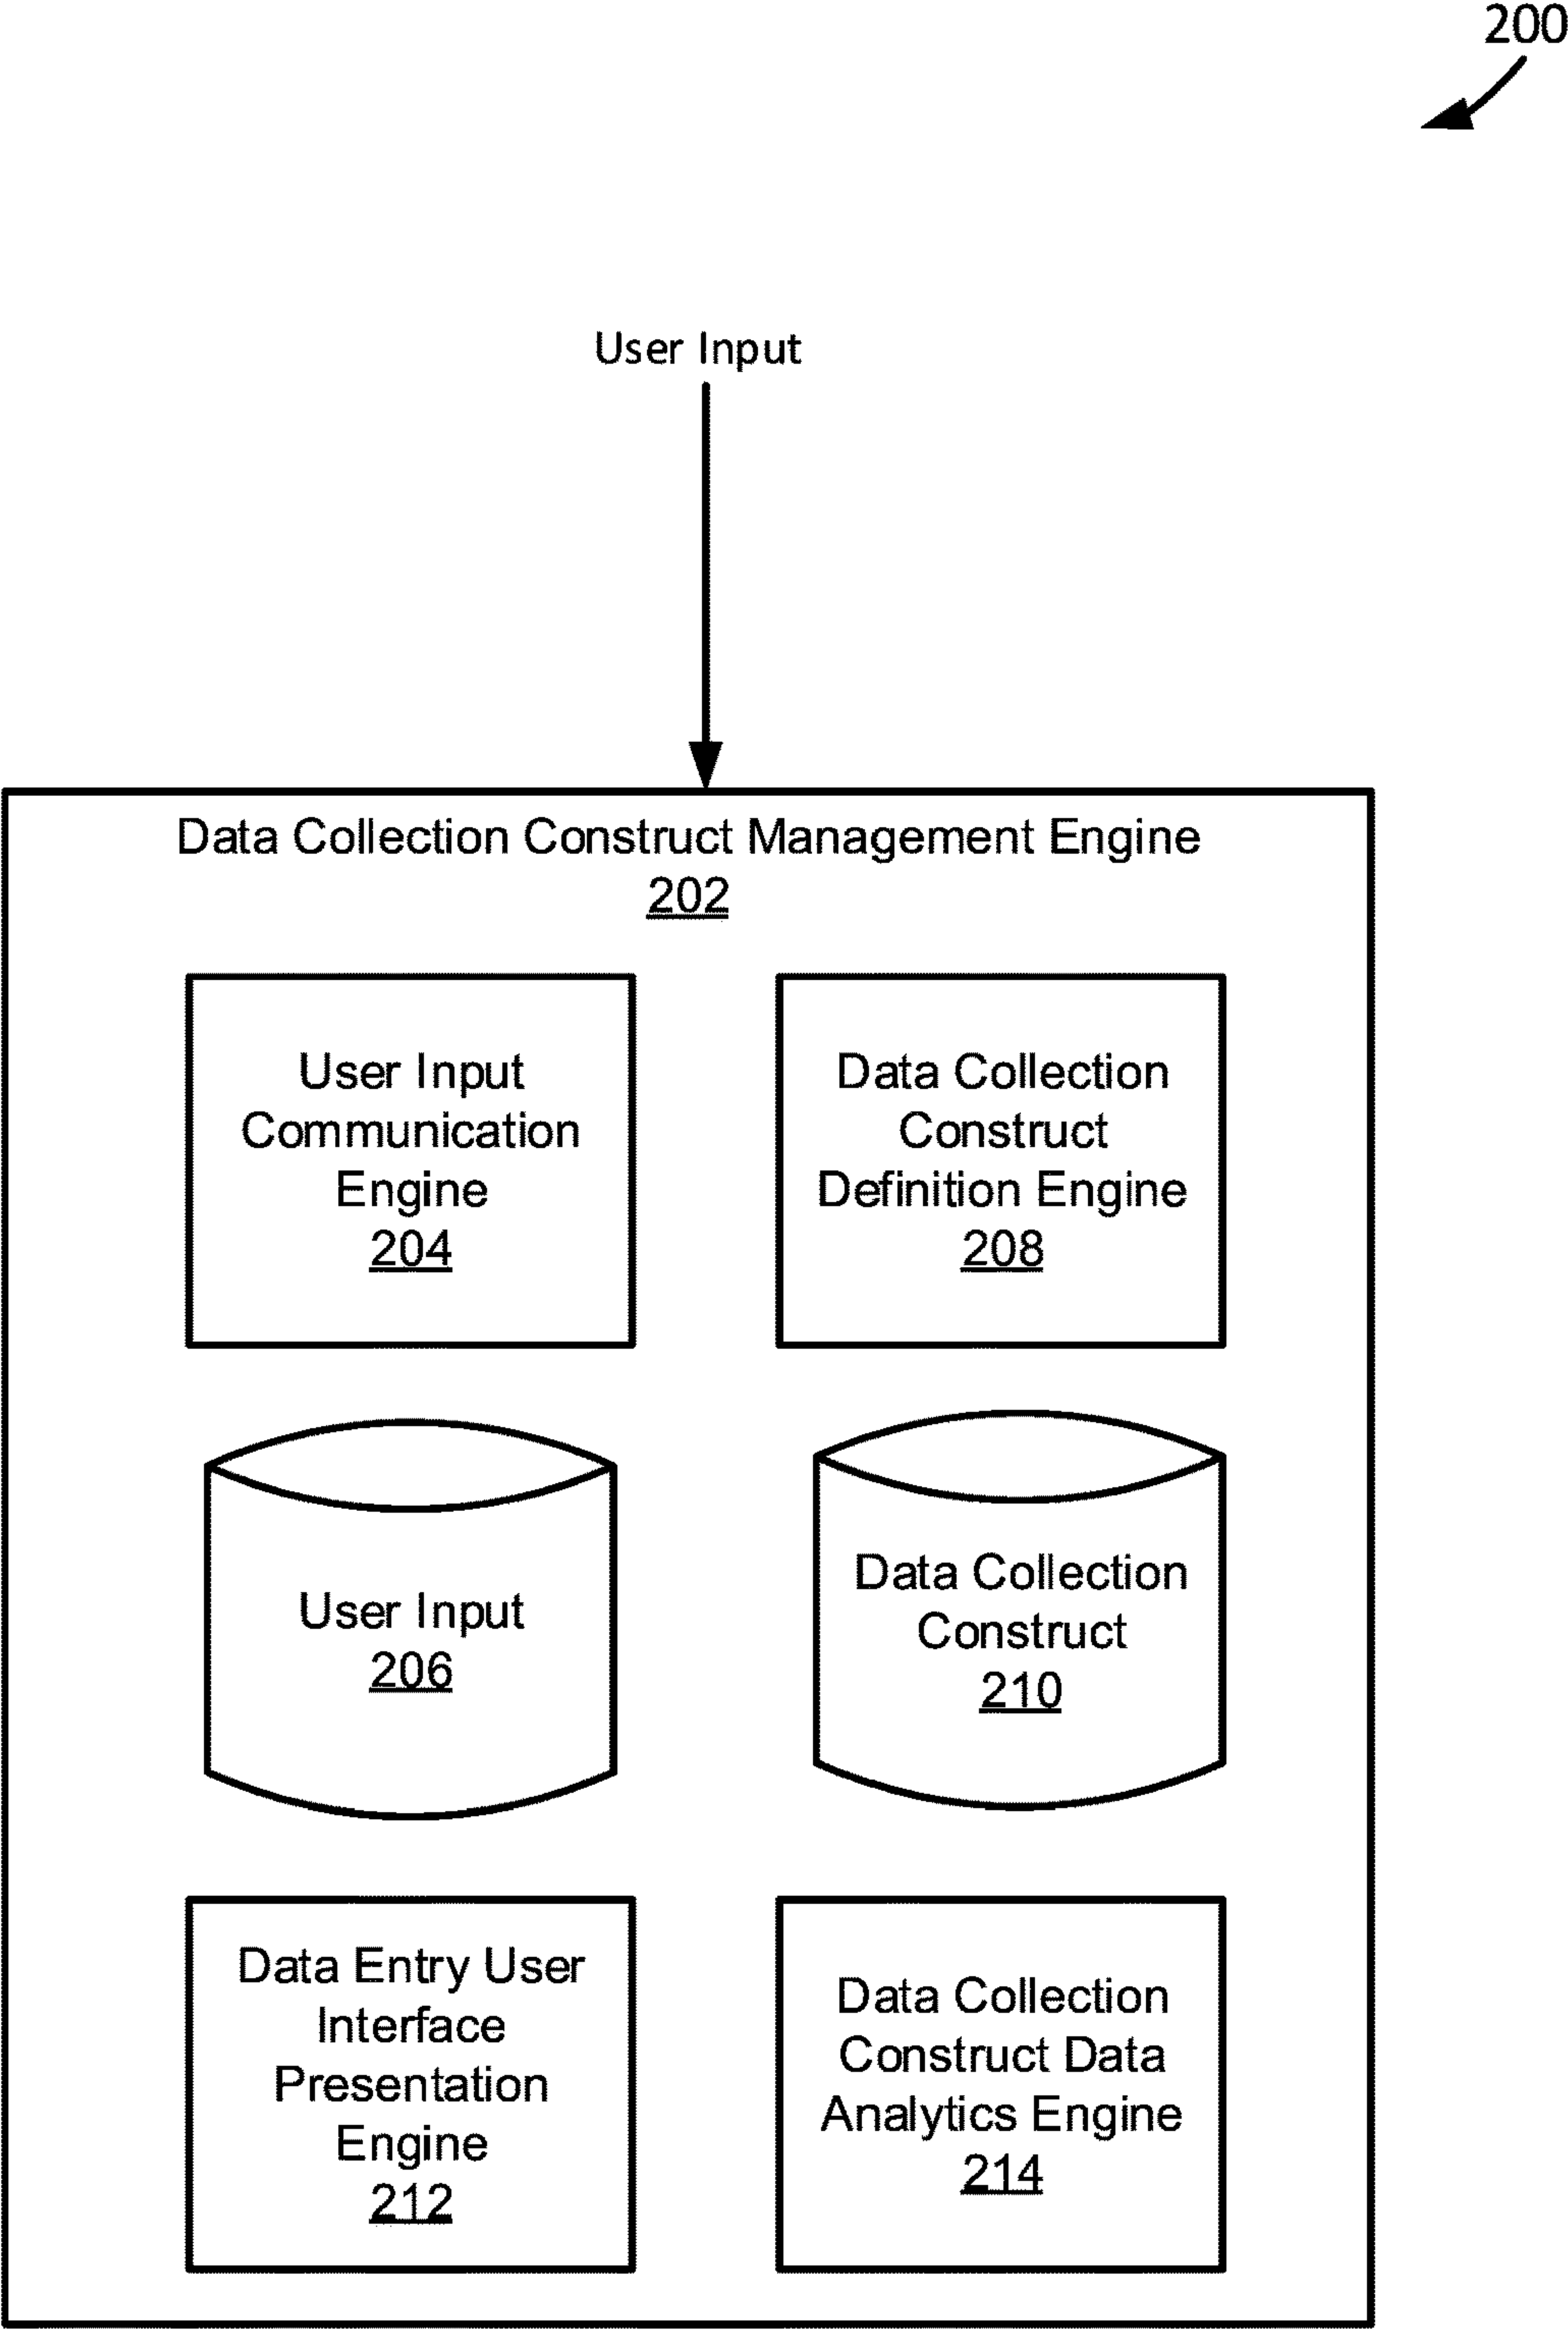 200
User Input
Data Collection Construct Management Engine
202
User Input
Communication
Engine
204
Data Collection
Construct
Definition Engine
208
User Input
206
Data Collection
Construct
210
Data Entry User
Interface
Presentation
Engine
212
Data Collection
Construct Data
Analytics Engine
214